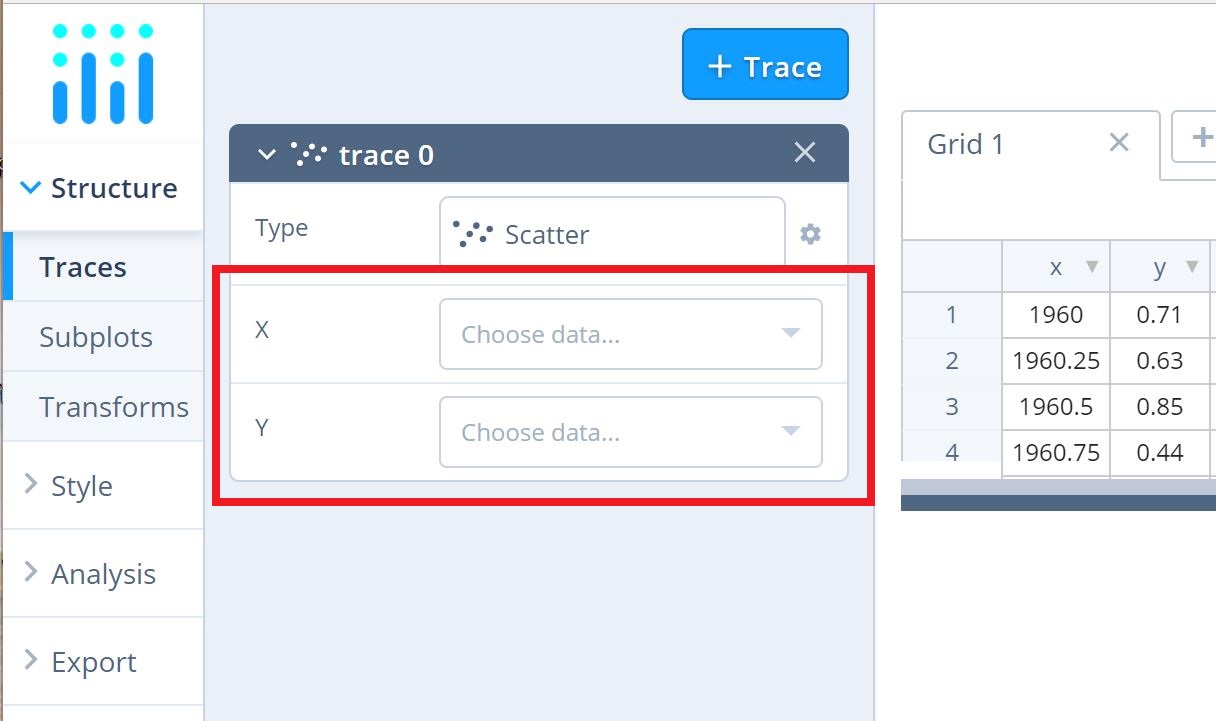 + Trace
trace 0
Structure
Type
Scatter
Traces
Subplots
Transforms
Style
Analysis
Export
X
Choose data...
Y
Choose data...
Grid 1
+
x y
1 1960 0.71
2 1960.25 0.63
3 1960.5 0.85
4 1960.75 0.44